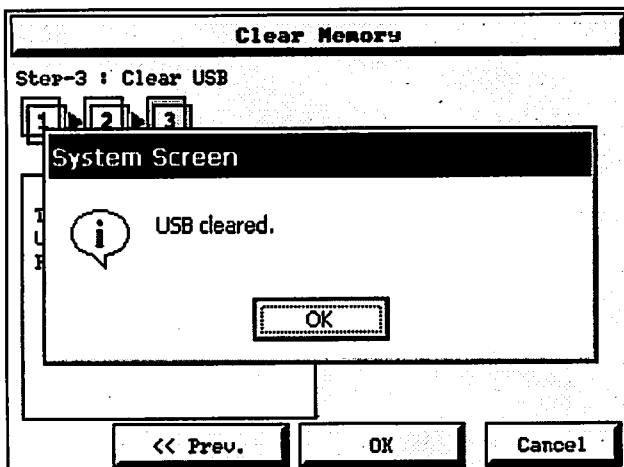 Clear Memory
Step-3 : Clear USB
1 2 3
System Screen
USB cleared.
OK
<< Prev. OK Cancel